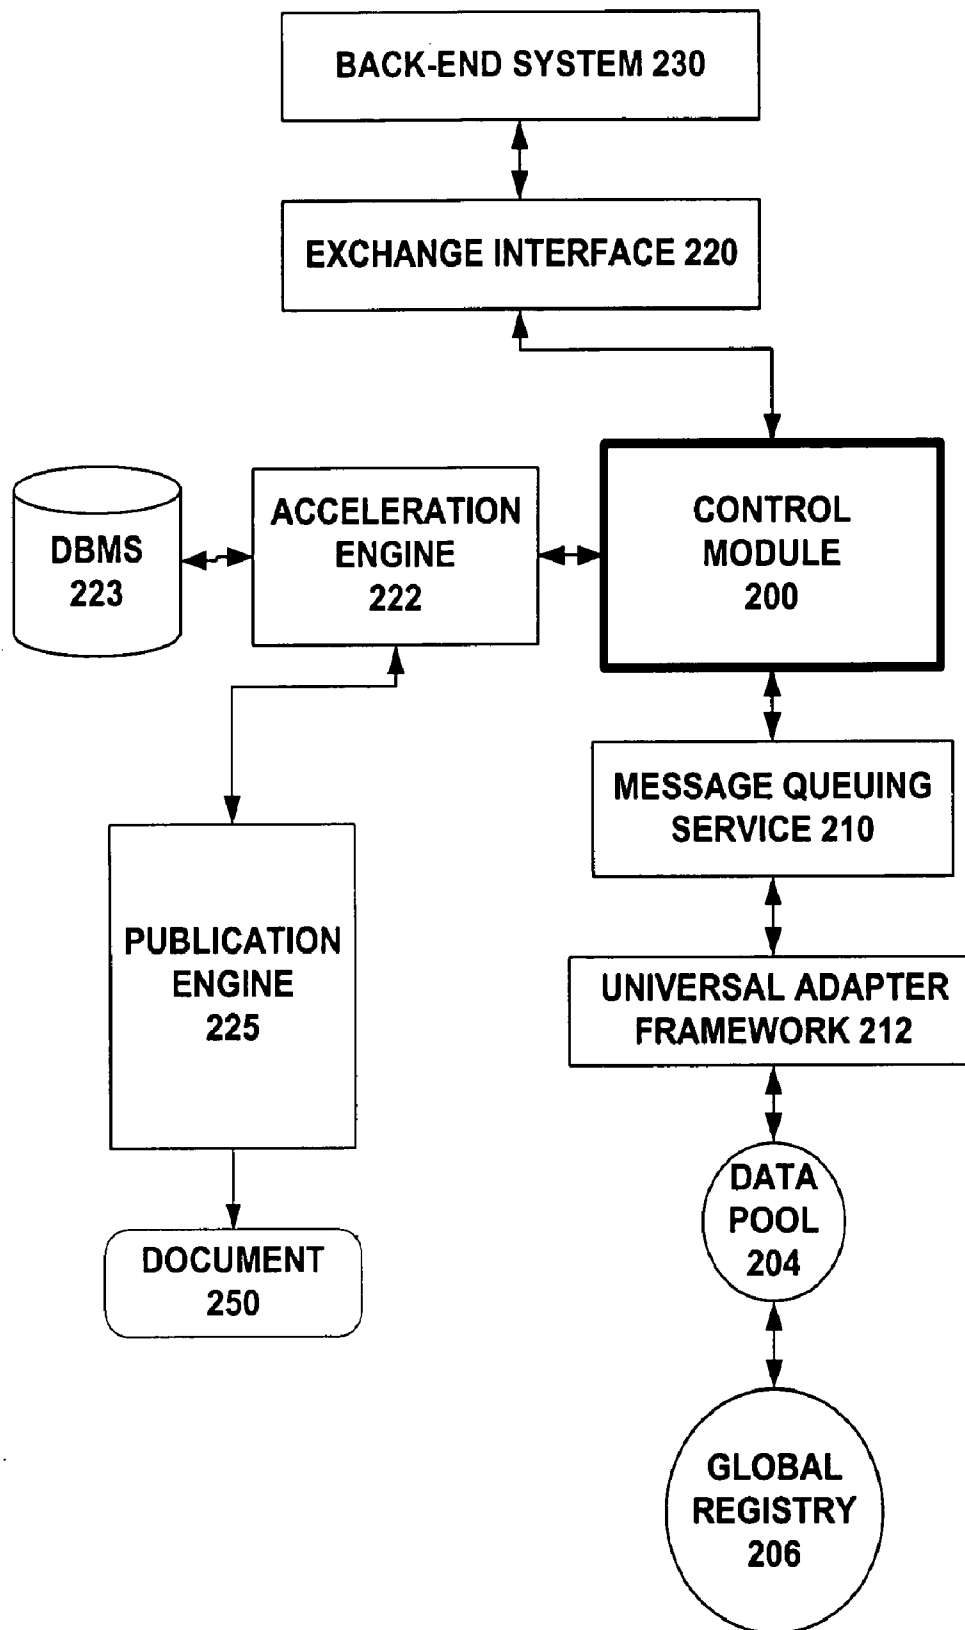 BACK-END SYSTEM 230
EXCHANGE INTERFACE 220
DBMS
223
ACCELERATION
ENGINE
222
CONTROL
MODULE
200
MESSAGE QUEUING
SERVICE 210
PUBLICATION
ENGINE
225
UNIVERSAL ADAPTER
FRAMEWORK 212
DATA
POOL
204
DOCUMENT
250
GLOBAL
REGISTRY
206